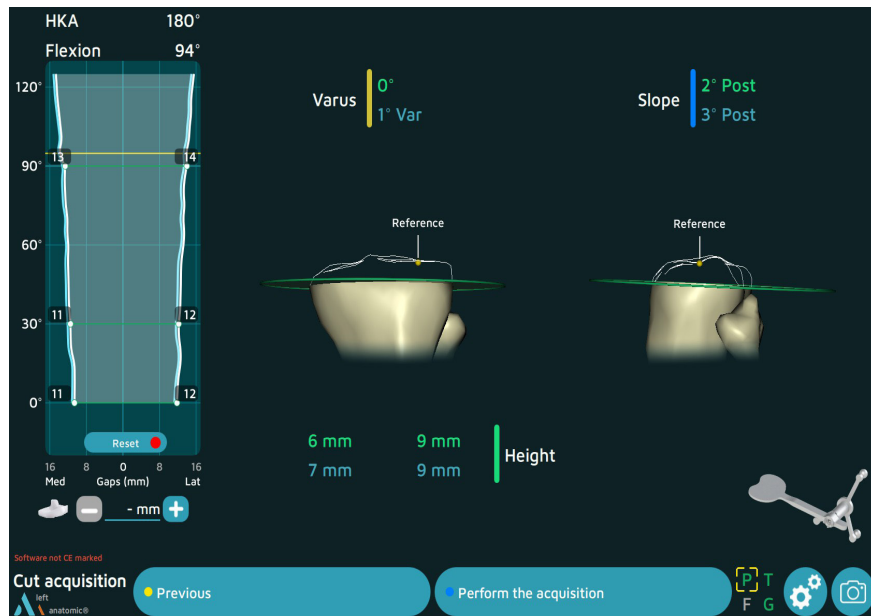 HKA 180°
Flexion 94°
120°
90°
60°
30°
0°
13 14
11 12
11 12
Reset
16 8 0 8 16
Med Gaps (mm) Lat
- mm
Varus 0°
1° Var
Slope 2° Post
3° Post
Reference
Reference
6 mm 9 mm
7 mm 9 mm
Height
Software not CE marked
Cut acquisition
left
anatomic®
Previous
Perform the acquisition
P T
F G